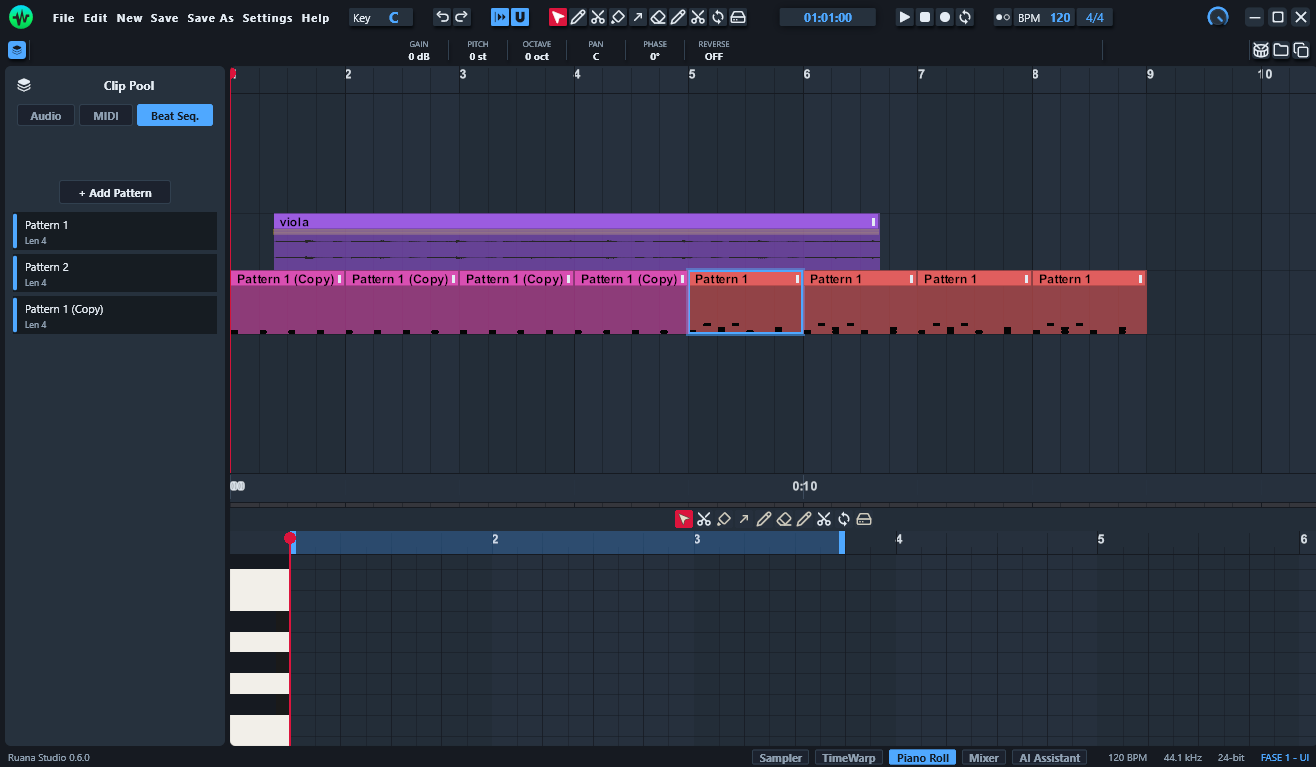 File Edit New Save Save As Settings Help Key C 01:01:00 BPM 120 4/4
GAIN PITCH OCTAVE PAN PHASE REVERSE
0 dB 0 st 0 oct C 0° OFF
Clip Pool
Audio MIDI Beat Seq.
+ Add Pattern
Pattern 1
Len 4
Pattern 2
Len 4
Pattern 1 (Copy)
Len 4
2 3 4 5 6 7 8 9 10
viola
Pattern 1 (Copy) Pattern 1 (Copy) Pattern 1 (Copy) Pattern 1 (Copy) Pattern 1 Pattern 1 Pattern 1 Pattern 1
0:10
2 3 4 5 6
Ruana Studio 0.6.0 Sampler TimeWarp Piano Roll Mixer AI Assistant 120 BPM 44.1 kHz 24-bit FASE 1 - UI